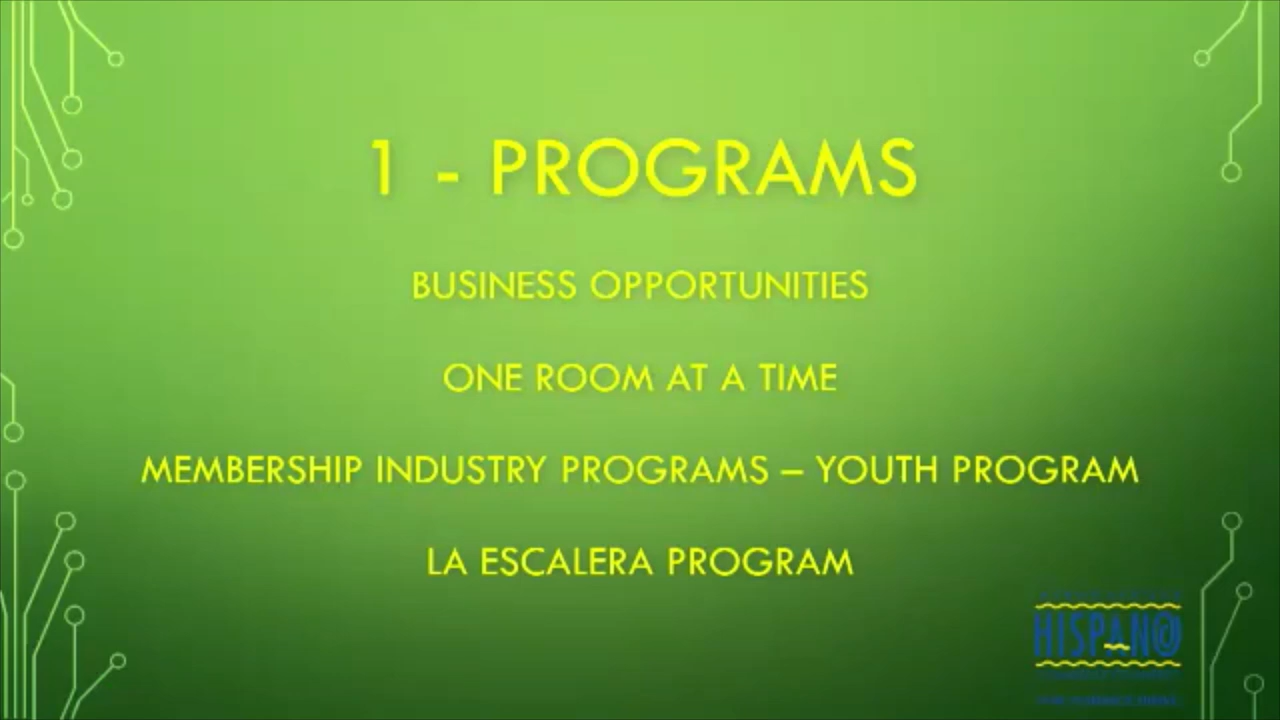 1 - PROGRAMS
BUSINESS OPPORTUNITIES
ONE ROOM AT A TIME
MEMBERSHIP INDUSTRY PROGRAMS – YOUTH PROGRAM
LA ESCALERA PROGRAM
HISPAN@